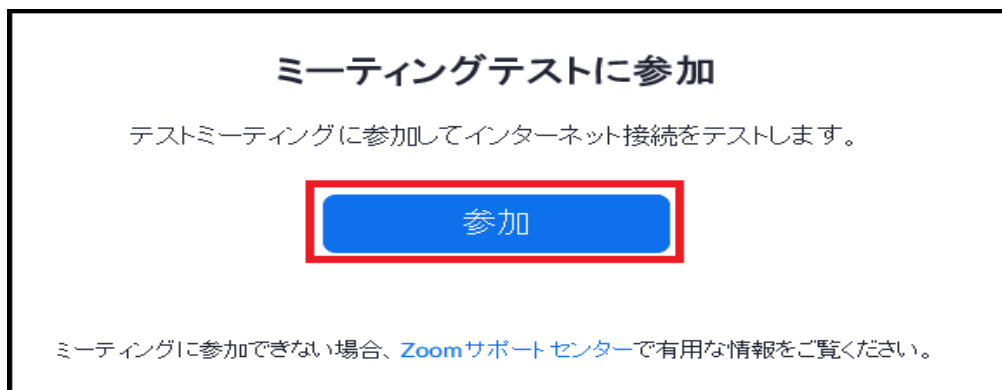 ミーティングテストに参加
テストミーティングに参加してインターネット接続をテストします。
参加
ミーティングに参加できない場合、Zoomサポートセンターで有用な情報をご覧ください。